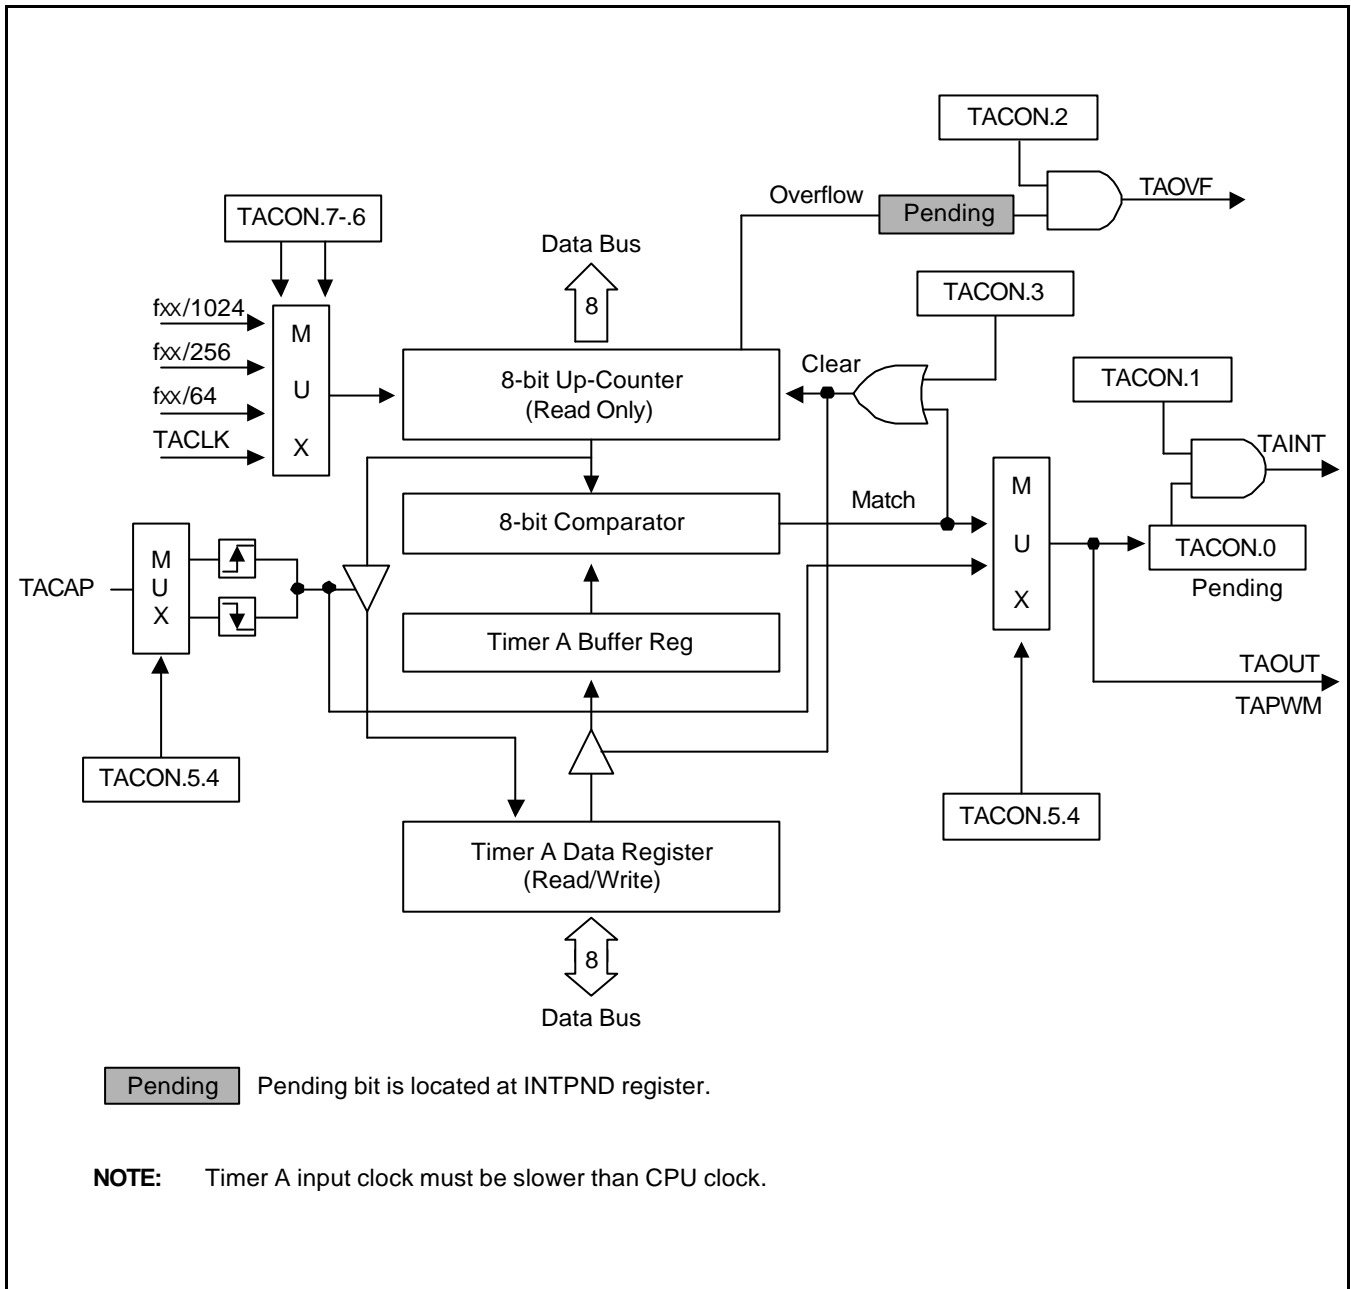 TACON.2
TAOVF
Overflow
Pending
TACON.7-.6
Data Bus
8
TACON.3
fxx/1024
fxx/256
fxx/64
TACLK
M
U
X
8-bit Up-Counter
(Read Only)
Clear
TACON.1
TAINT
8-bit Comparator
Match
M
U
X
TACON.0
Pending
TACAP
M
U
X
Timer A Buffer Reg
TAOUT
TAPWM
TACON.5.4
TACON.5.4
Timer A Data Register
(Read/Write)
8
Data Bus
Pending Pending bit is located at INTPND register.
NOTE: Timer A input clock must be slower than CPU clock.